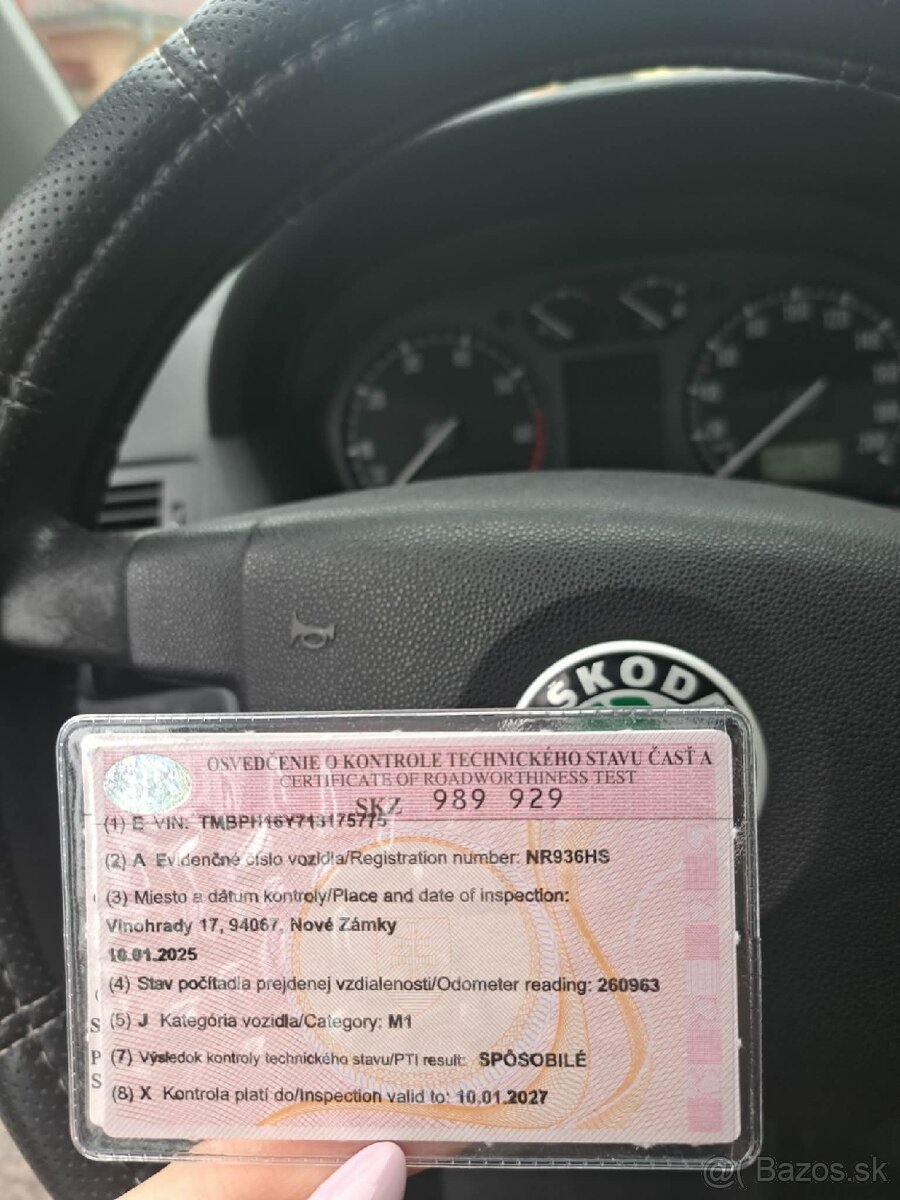 ŠKODA
OSVEDČENIE O KONTROLE TECHNICKÉHO STAVU ČASŤ A
CERTIFICATE OF ROADWORTHINESS TEST
SKZ 989 929
(1) E VIN: TMBPH16Y713175775
(2) A Evidenčné číslo vozidla/Registration number: NR936HS
(3) Miesto a dátum kontroly/Place and date of inspection:
Vinohrady 17, 94067, Nové Zámky
10.01.2025
(4) Stav počítadla prejdenej vzdialenosti/Odometer reading: 260963
(5) J Kategória vozidla/Category: M1
(7) Výsledok kontroly technického stavu/PTI result: SPÔSOBILÉ
(8) X Kontrola platí do/Inspection valid to: 10.01.2027
S
P
S
Bazos.sk